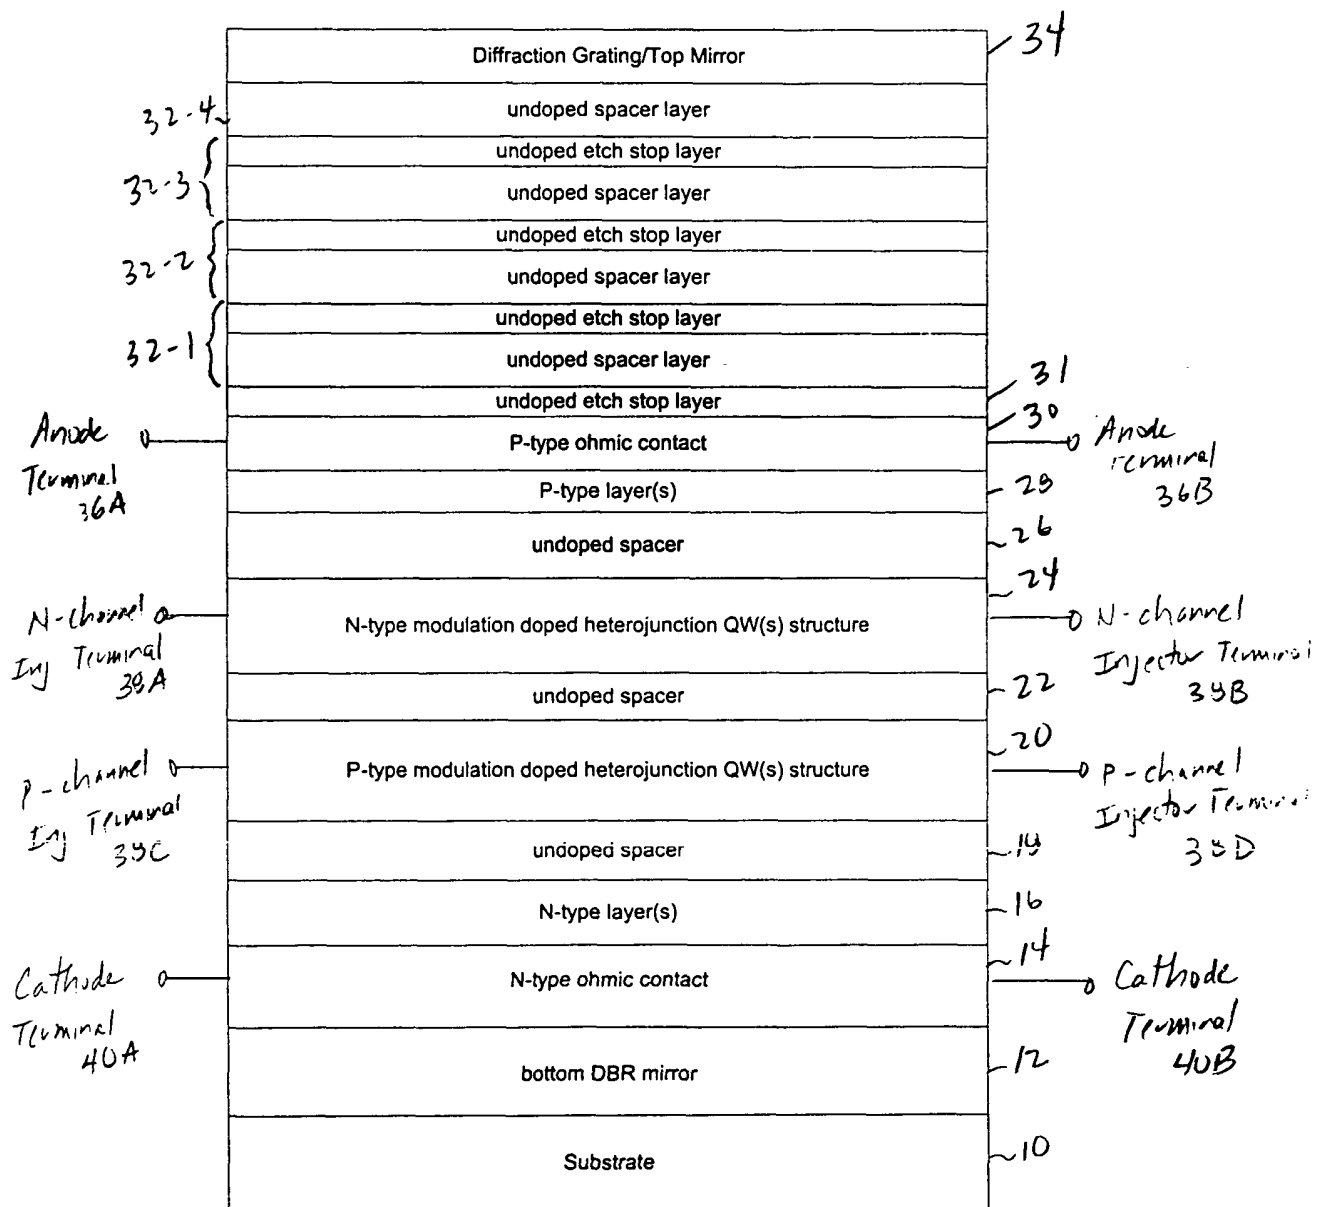 34
Diffraction Grating/Top Mirror
32-4
undoped spacer layer
undoped etch stop layer
32-3
undoped spacer layer
undoped etch stop layer
32-2
undoped spacer layer
undoped etch stop layer
32-1
undoped spacer layer
31
undoped etch stop layer
30
Anode
Terminal
36A
P-type ohmic contact
Anode
Terminal
36B
P-type layer(s)
28
undoped spacer
26
24
N-channel
Inj Terminal
38A
N-type modulation doped heterojunction QW(s) structure
N-channel
Injector Terminal
38B
undoped spacer
22
20
P-channel
Inj Terminal
38C
P-type modulation doped heterojunction QW(s) structure
P-channel
Injector Terminal
38D
undoped spacer
18
N-type layer(s)
16
14
Cathode
Terminal
40A
N-type ohmic contact
Cathode
Terminal
40B
bottom DBR mirror
12
Substrate
10